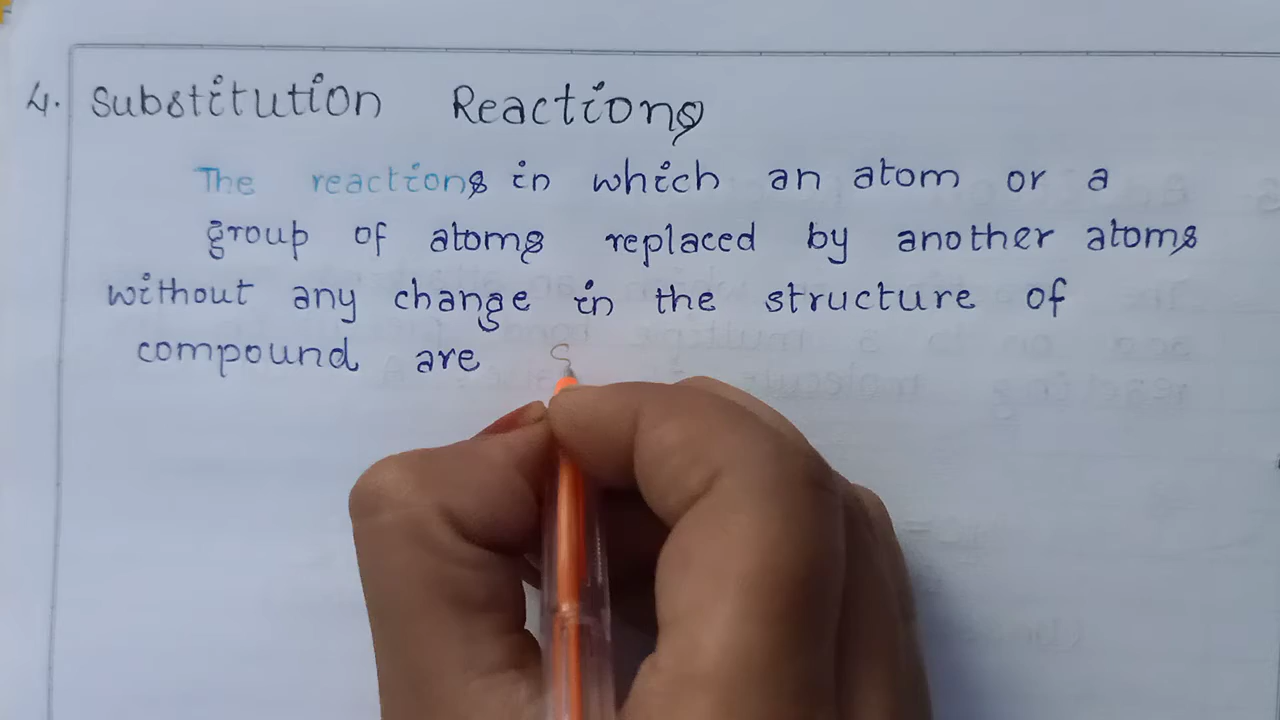 4. Substitution Reactions
The reactions in which an atom or a
group of atoms replaced by another atoms
without any change in the structure of
compound are S